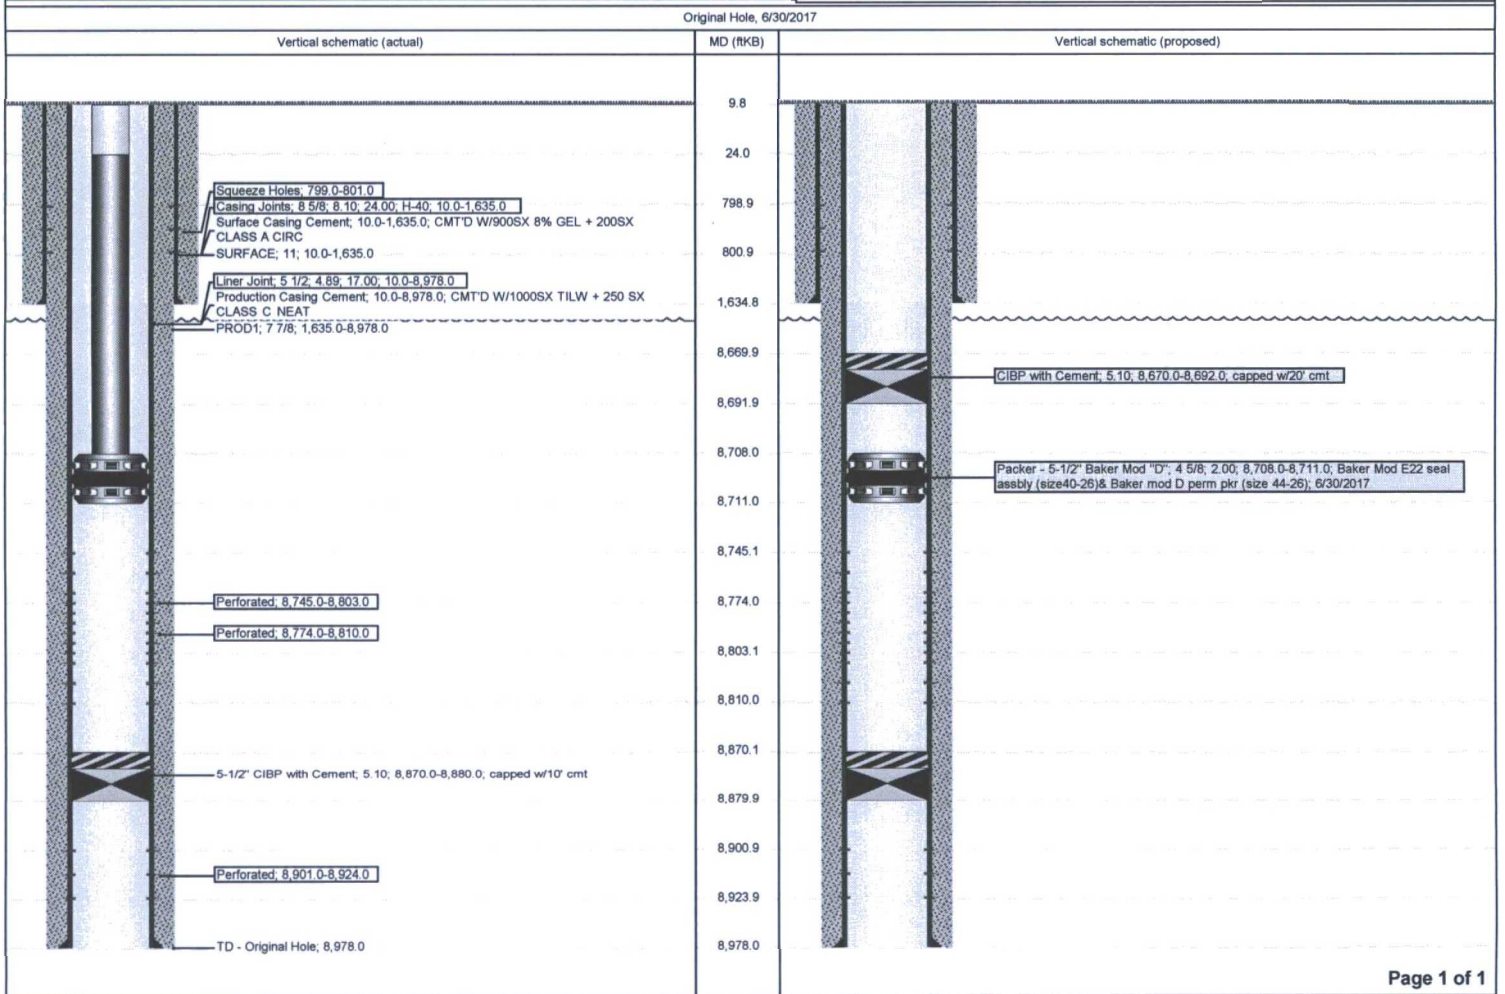 Original Hole, 6/30/2017
Vertical schematic (actual)
MD (ftKB)
Vertical schematic (proposed)
Squeeze Holes; 799.0-801.0
Casing Joints; 8 5/8; 8.10; 24.00; H-40; 10.0-1,635.0
Surface Casing Cement; 10.0-1,635.0; CMT'D W/900SX 8% GEL + 200SX
CLASS A CIRC
SURFACE; 11; 10.0-1,635.0
Liner Joint; 5 1/2; 4.89; 17.00; 10.0-8,978.0
Production Casing Cement; 10.0-8,978.0; CMT'D W/1000SX TILW + 250 SX
CLASS C NEAT
PROD1; 7 7/8; 1,635.0-8,978.0
Perforated; 8,745.0-8,803.0
Perforated; 8,774.0-8,810.0
5-1/2" CIBP with Cement; 5.10; 8,870.0-8,880.0; capped w/10' cmt
Perforated; 8,901.0-8,924.0
TD - Original Hole; 8,978.0
9.8
24.0
798.9
800.9
1,634.8
8,669.9
8,691.9
8,708.0
8,711.0
8,745.1
8,774.0
8,803.1
8,810.0
8,870.1
8,879.9
8,900.9
8,923.9
8,978.0
CIBP with Cement; 5.10; 8,670.0-8,692.0; capped w/20' cmt
Packer - 5-1/2" Baker Mod "D"; 4 5/8; 2.00; 8,708.0-8,711.0; Baker Mod E22 seal
assbly (size40-26)& Baker mod D perm pkr (size 44-26); 6/30/2017
Page 1 of 1